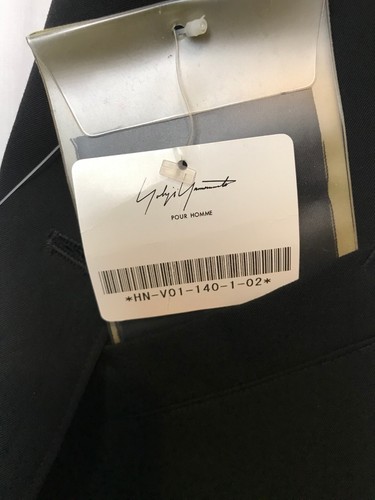 Yohji Yamamoto
POUR HOMME
*HN-V01-140-1-02*